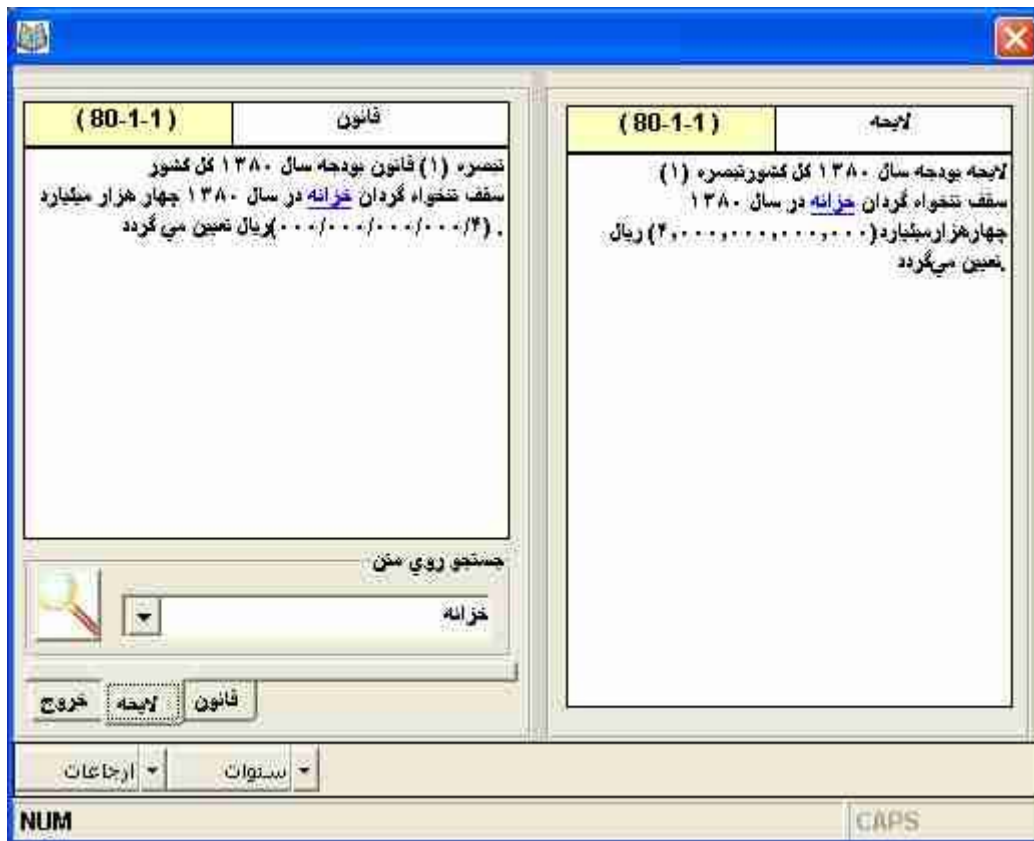 لایحه
( 80-1-1 )
لایحه بودجه سال ۱۳۸۰ کل کشورتبصره (۱)
سقف تنخواه گردان خزانه در سال ۱۳۸۰
چهارهزارمیلیارد(۴,۰۰۰,۰۰۰,۰۰۰,۰۰۰) ریال
تعیین می‌گردد.
قانون
( 80-1-1 )
تبصره (۱) قانون بودجه سال ۱۳۸۰ کل کشور
سقف تنخواه گردان خزانه در سال ۱۳۸۰ چهار هزار میلیارد
(۴/۰۰۰/۰۰۰/۰۰۰/۰۰۰)ریال تعیین مي گردد .
جستجو روي متن
خزانه
قانون
لایحه
خروج
سنوات
ارجاعات
NUM
CAPS